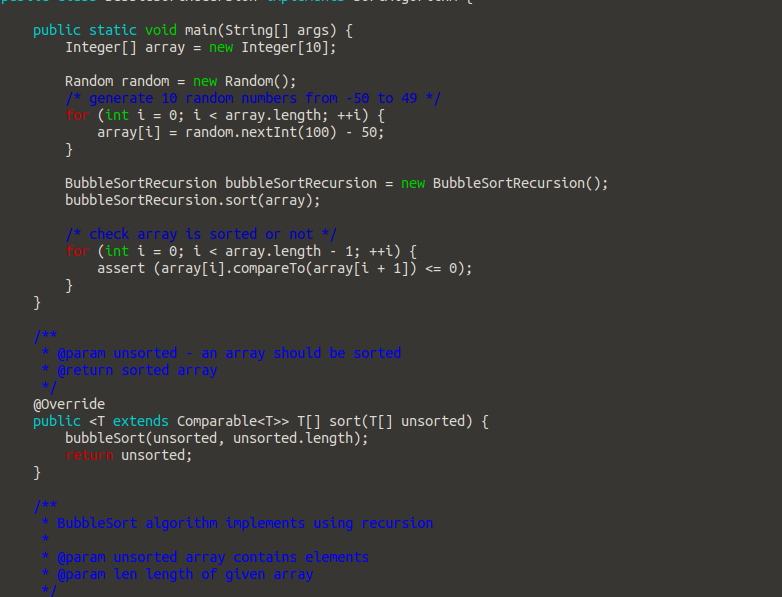 public static void main(String[] args) {
Integer[] array = new Integer[10];
Random random = new Random();
/* generate 10 random numbers from -50 to 49 */
for (int i = 0; i < array.length; ++i) {
array[i] = random.nextInt(100) - 50;
}
BubbleSortRecursion bubbleSortRecursion = new BubbleSortRecursion();
bubbleSortRecursion.sort(array);
/* check array is sorted or not */
for (int i = 0; i < array.length - 1; ++i) {
assert (array[i].compareTo(array[i + 1]) <= 0);
}
}
/**
* @param unsorted - an array should be sorted
* @return sorted array
*/
@Override
public <T extends Comparable<T>> T[] sort(T[] unsorted) {
bubbleSort(unsorted, unsorted.length);
return unsorted;
}
/**
* BubbleSort algorithm implements using recursion
*
* @param unsorted array contains elements
* @param len length of given array
*/